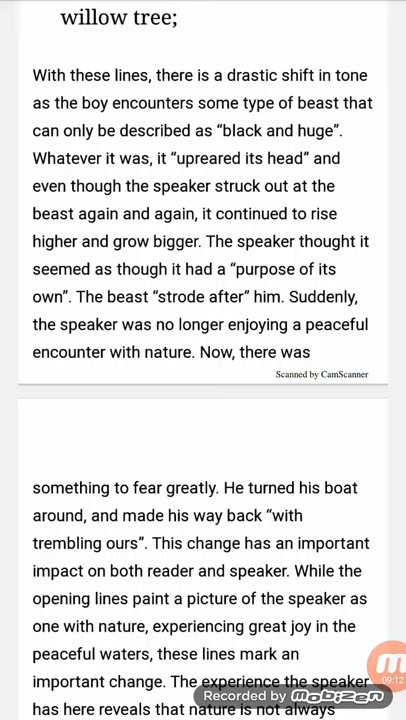 willow tree;
With these lines, there is a drastic shift in tone
as the boy encounters some type of beast that
can only be described as “black and huge”.
Whatever it was, it “upreared its head” and
even though the speaker struck out at the
beast again and again, it continued to rise
higher and grow bigger. The speaker thought it
seemed as though it had a “purpose of its
own”. The beast “strode after” him. Suddenly,
the speaker was no longer enjoying a peaceful
encounter with nature. Now, there was
Scanned by CamScanner
something to fear greatly. He turned his boat
around, and made his way back “with
trembling ours”. This change has an important
impact on both reader and speaker. While the
opening lines paint a picture of the speaker as
one with nature, experiencing great joy in the
peaceful waters, these lines mark an
important change. The experience the speaker
09:12
Recorded by mobizen
has here reveals that nature is not always